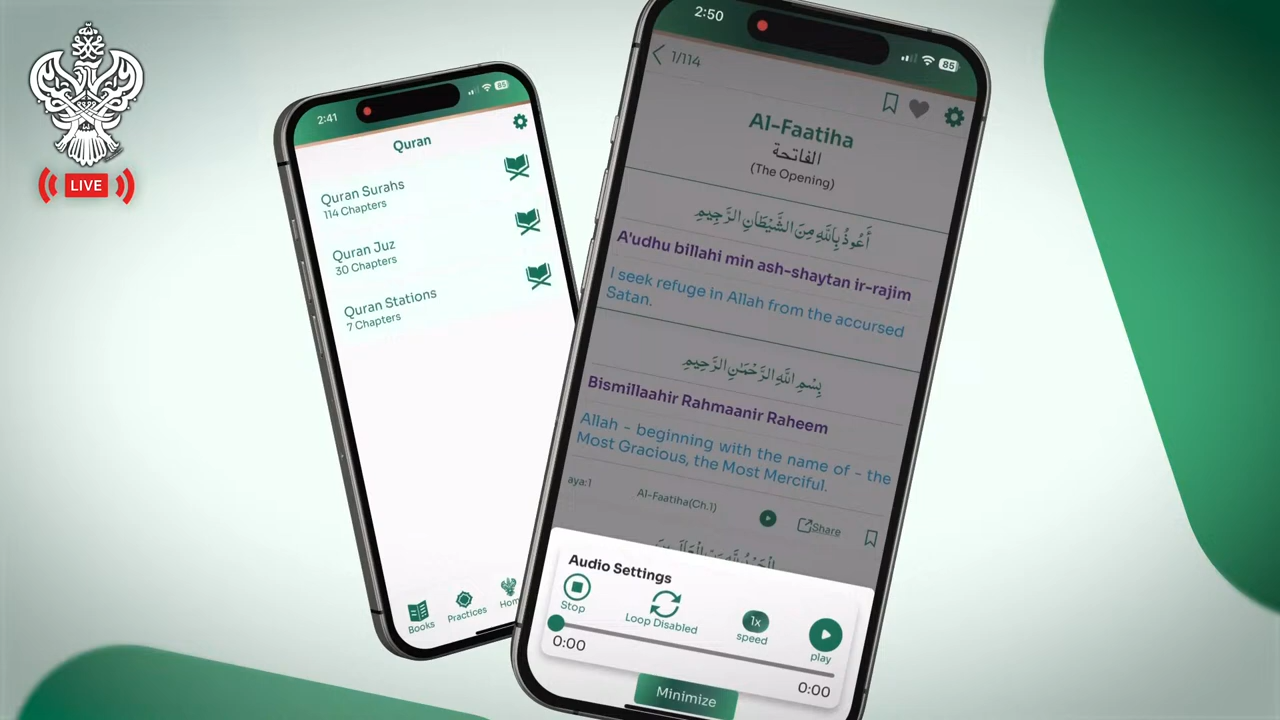 LIVE
2:41
85
Quran
Quran Surahs
114 Chapters
Quran Juz
30 Chapters
Quran Stations
7 Chapters
Books
Practices
2:50
85
1/114
Al-Faatiha
الفاتحة
(The Opening)
أَعُوذُ بِاللَّهِ مِنَ الشَّيْطَانِ الرَّجِيمِ
A'udhu billahi min ash-shaytan ir-rajim
I seek refuge in Allah from the accursed
Satan.
بِسْمِ اللَّهِ الرَّحْمَٰنِ الرَّحِيمِ
Bismillaahir Rahmaanir Raheem
Allah - beginning with the name of - the
Most Gracious, the Most Merciful.
aya:1
Al-Faatiha(Ch.1)
Share
Audio Settings
Stop
Loop Disabled
1x
speed
play
0:00
0:00
Minimize